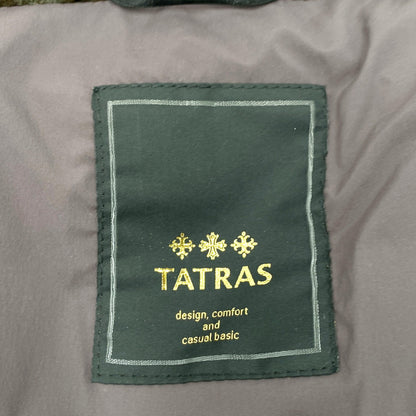 TATRAS
design, comfort
and
casual basic